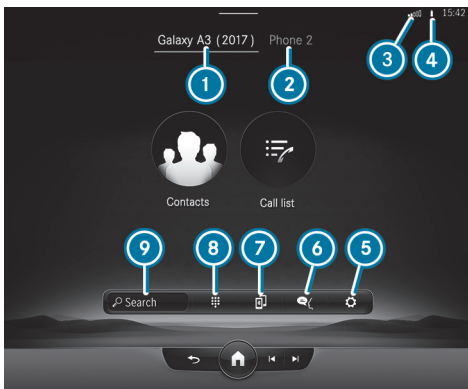 15:42
Galaxy A3 (2017) Phone 2
3 4
1 2
Contacts Call list
9 8 7 6 5
Search